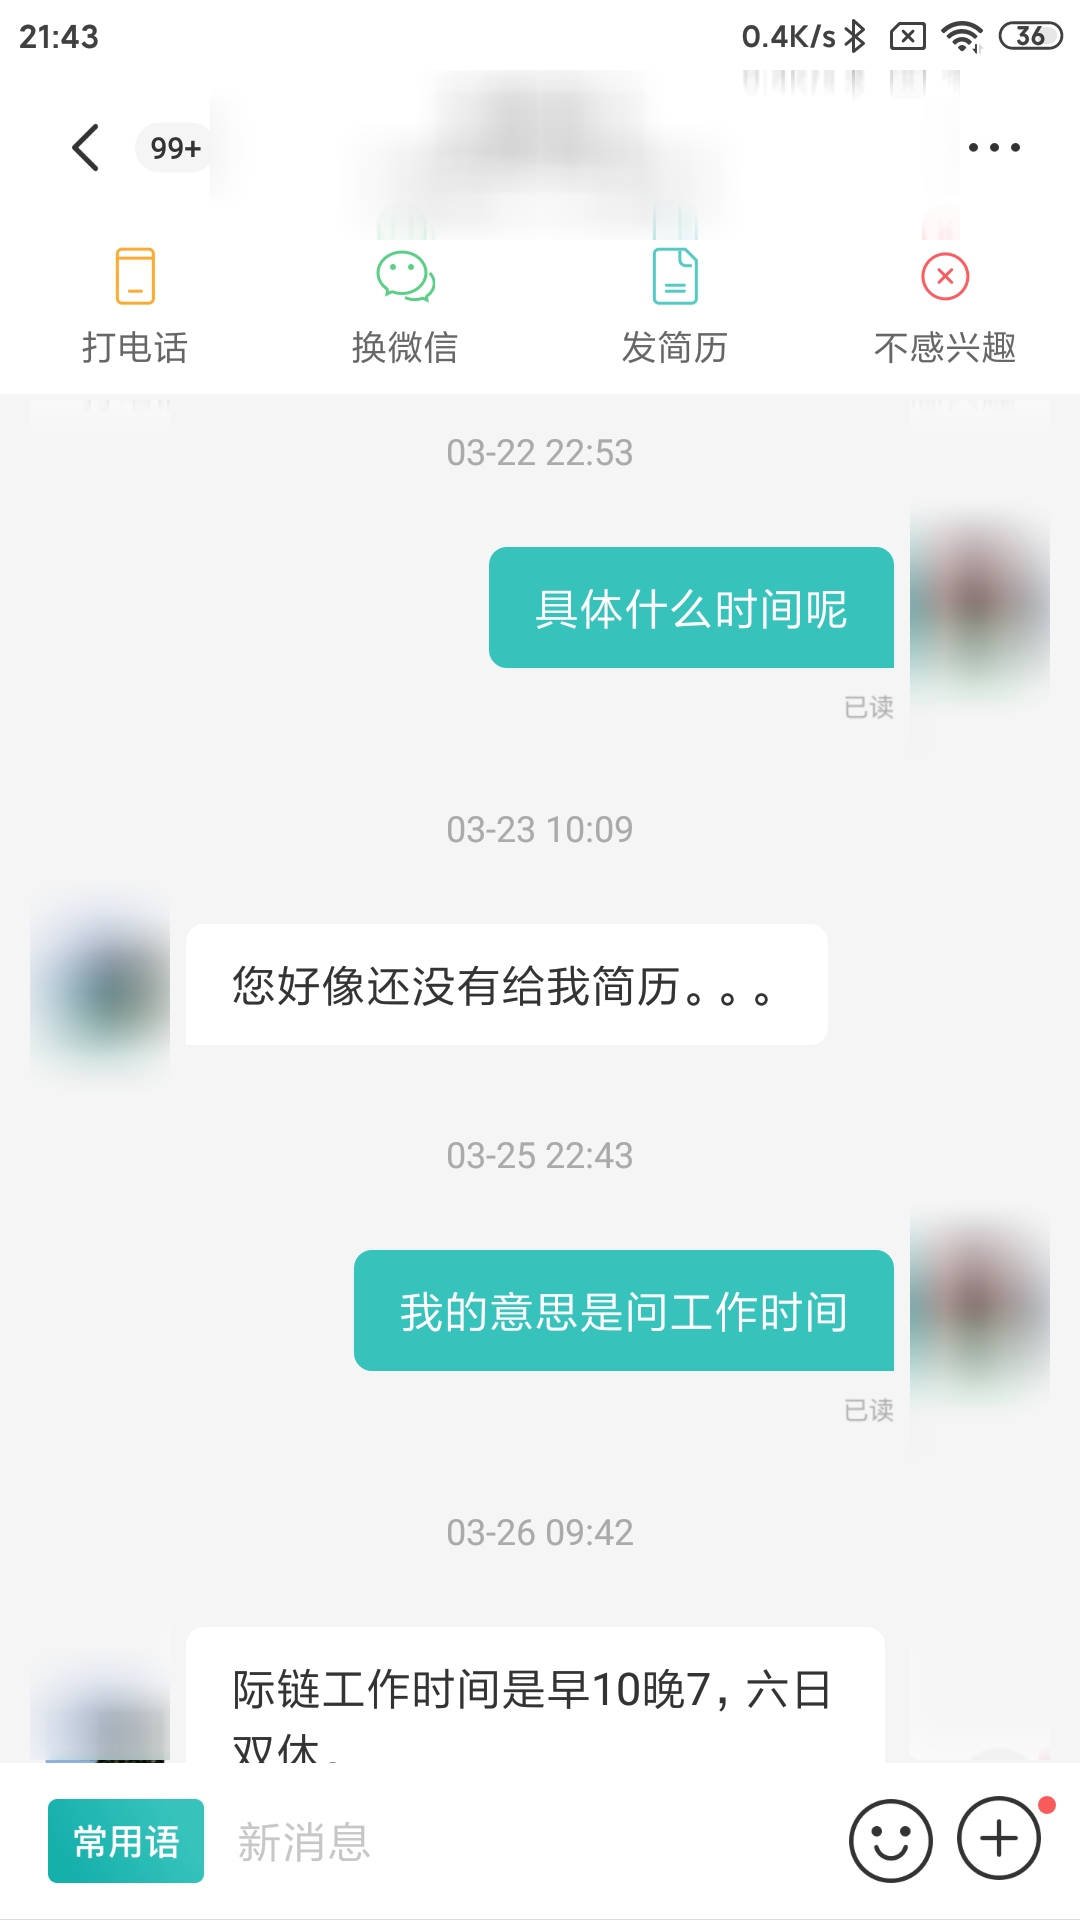 21:43
0.4K/s
36
99+
打电话
换微信
发简历
不感兴趣
03-22 22:53
具体什么时间呢
已读
03-23 10:09
您好像还没有给我简历。。。
03-25 22:43
我的意思是问工作时间
已读
03-26 09:42
际链工作时间是早10晚7，六日
双休。
常用语
新消息